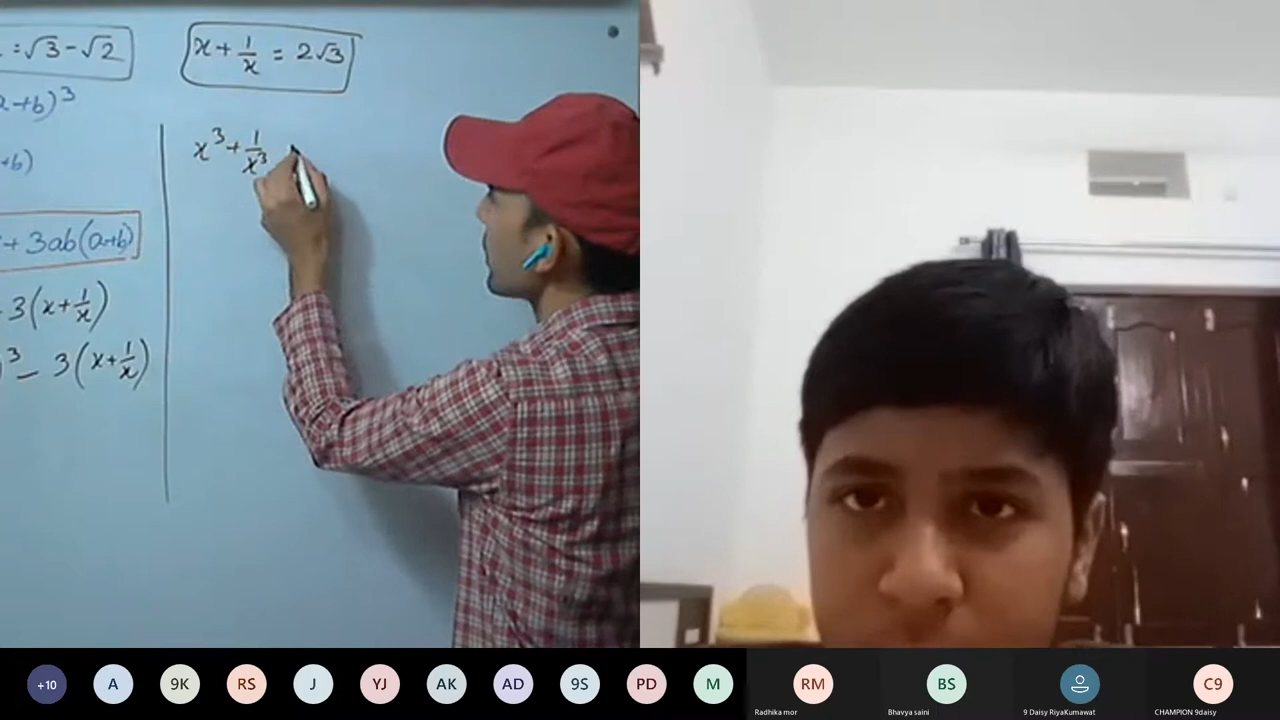 = √3 - √2
x + 1/x = 2√3
a+b)³
+b)
+ 3ab(a+b)
3(x + 1/x)
)³ - 3(x + 1/x)
x³ + 1/x³
+10
A
9K
RS
J
YJ
AK
AD
9S
PD
M
RM
BS
C9
Radhika mor
Bhavya saini
9 Daisy RiyaKumawat
CHAMPION 9daisy